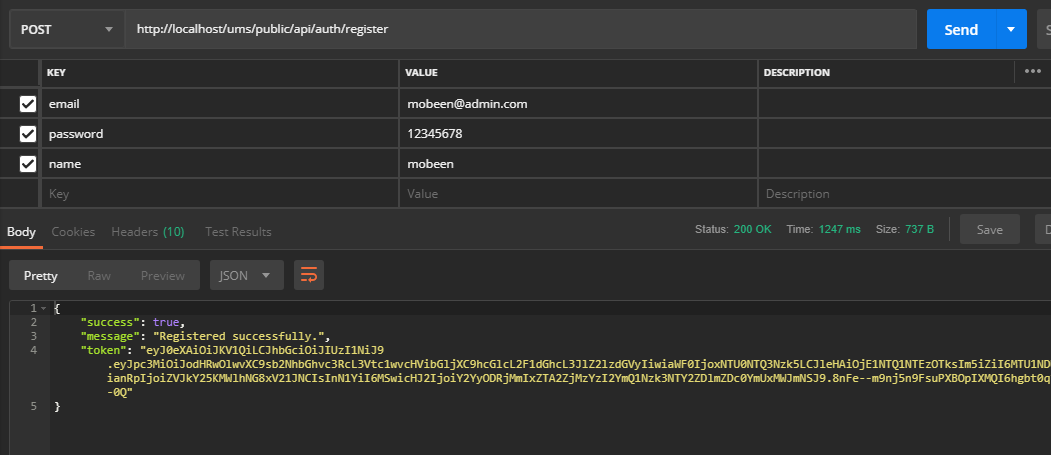 POST http://localhost/ums/public/api/auth/register Send
KEY VALUE DESCRIPTION •••
email mobeen@admin.com
password 12345678
name mobeen
Key Value Description
Body Cookies Headers (10) Test Results Status: 200 OK Time: 1247 ms Size: 737 B Save
Pretty Raw Preview JSON
1 {
2 "success": true,
3 "message": "Registered successfully.",
4 "token": "eyJ0eXAiOiJKV1QiLCJhbGciOiJIUzI1NiJ9
.eyJpc3MiOiJodHRwOlwvXC9sb2NhbGhvc3RcL3Vtc1wvcHVibGljXC9hcGlcL2F1dGhcL3JlZ2lzdGVyIiwiaWF0IjoxNTU0NTQ3Nzk5LCJleHAiOjE1NTQ1NTEzOTksIm5iZiI6MTU1ND
ianRpIjoiZVJkY25KMWlhNG8xV21JNCIsInN1YiI6MSwicHJ2IjoiY2YyODRjMmIxZTA2ZjMzYzI2YmQ1Nzk3NTY2ZDlmZDc0YmUxMWJmNSJ9.8nFe--m9nj5n9FsuPXBOpIXMQI6hgbt0q
-0Q"
5 }